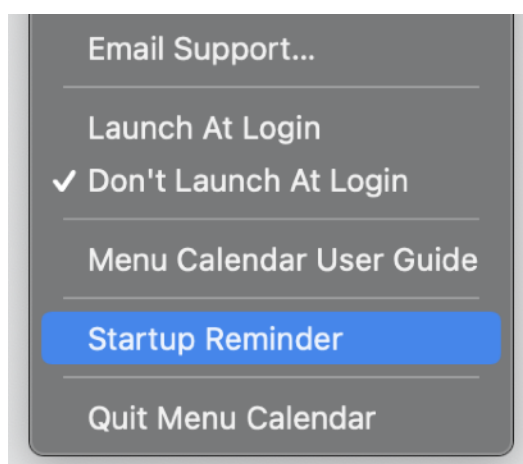 Email Support...
Launch At Login
✓ Don't Launch At Login
Menu Calendar User Guide
Startup Reminder
Quit Menu Calendar